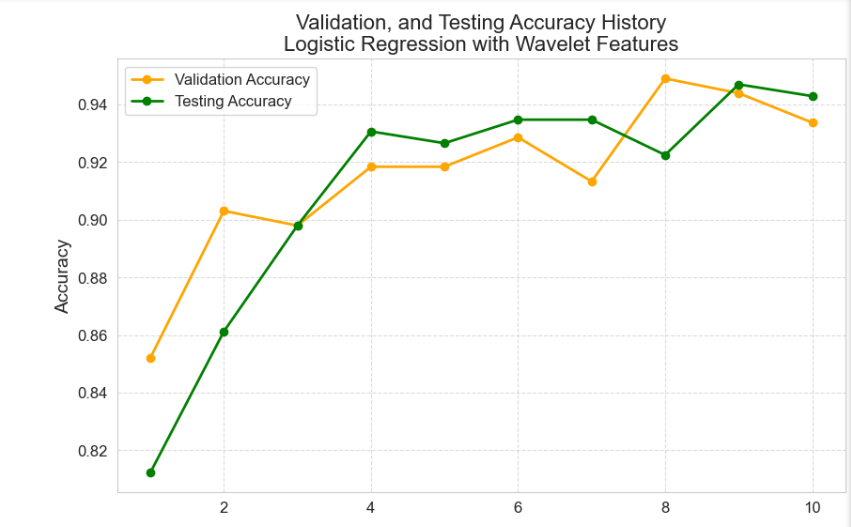 Validation, and Testing Accuracy History
Logistic Regression with Wavelet Features
Validation Accuracy
Testing Accuracy
Accuracy
0.94
0.92
0.90
0.88
0.86
0.84
0.82
2 4 6 8 10